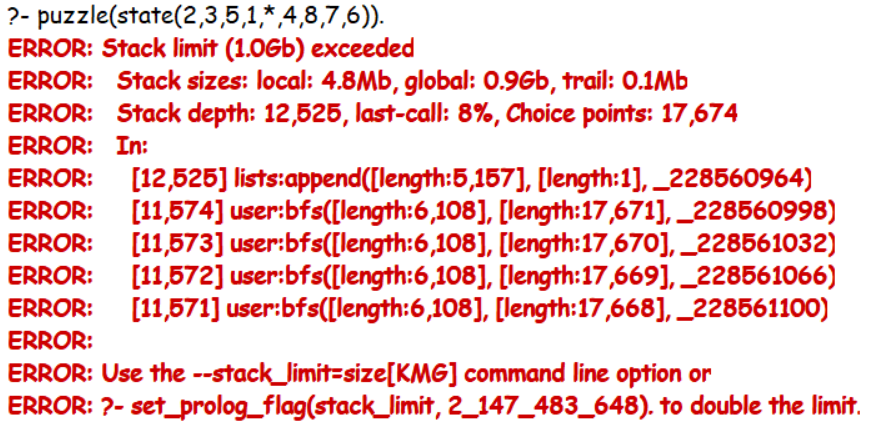 ?- puzzle(state(2,3,5,1,*,4,8,7,6)).
ERROR: Stack limit (1.0Gb) exceeded
ERROR:   Stack sizes: local: 4.8Mb, global: 0.9Gb, trail: 0.1Mb
ERROR:   Stack depth: 12,525, last-call: 8%, Choice points: 17,674
ERROR:   In:
ERROR:     [12,525] lists:append([length:5,157], [length:1], _228560964)
ERROR:     [11,574] user:bfs([length:6,108], [length:17,671], _228560998)
ERROR:     [11,573] user:bfs([length:6,108], [length:17,670], _228561032)
ERROR:     [11,572] user:bfs([length:6,108], [length:17,669], _228561066)
ERROR:     [11,571] user:bfs([length:6,108], [length:17,668], _228561100)
ERROR:
ERROR: Use the --stack_limit=size[KMG] command line option or
ERROR: ?- set_prolog_flag(stack_limit, 2_147_483_648). to double the limit.